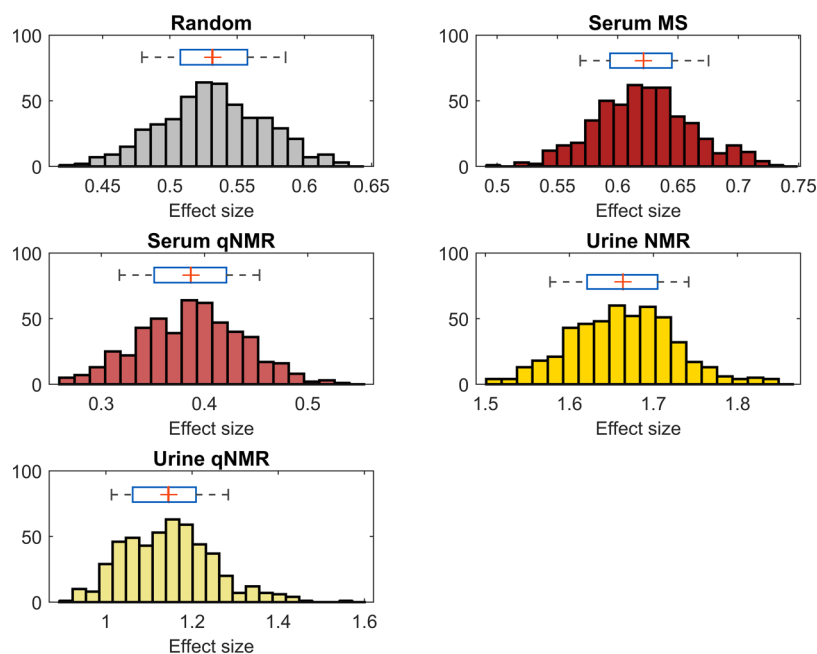 Random
100
50
0
0.45 0.5 0.55 0.6 0.65
Effect size
Serum MS
100
50
0
0.5 0.55 0.6 0.65 0.7 0.75
Effect size
Serum qNMR
100
50
0
0.3 0.4 0.5
Effect size
Urine NMR
100
50
0
1.5 1.6 1.7 1.8
Effect size
Urine qNMR
100
50
0
1 1.2 1.4 1.6
Effect size